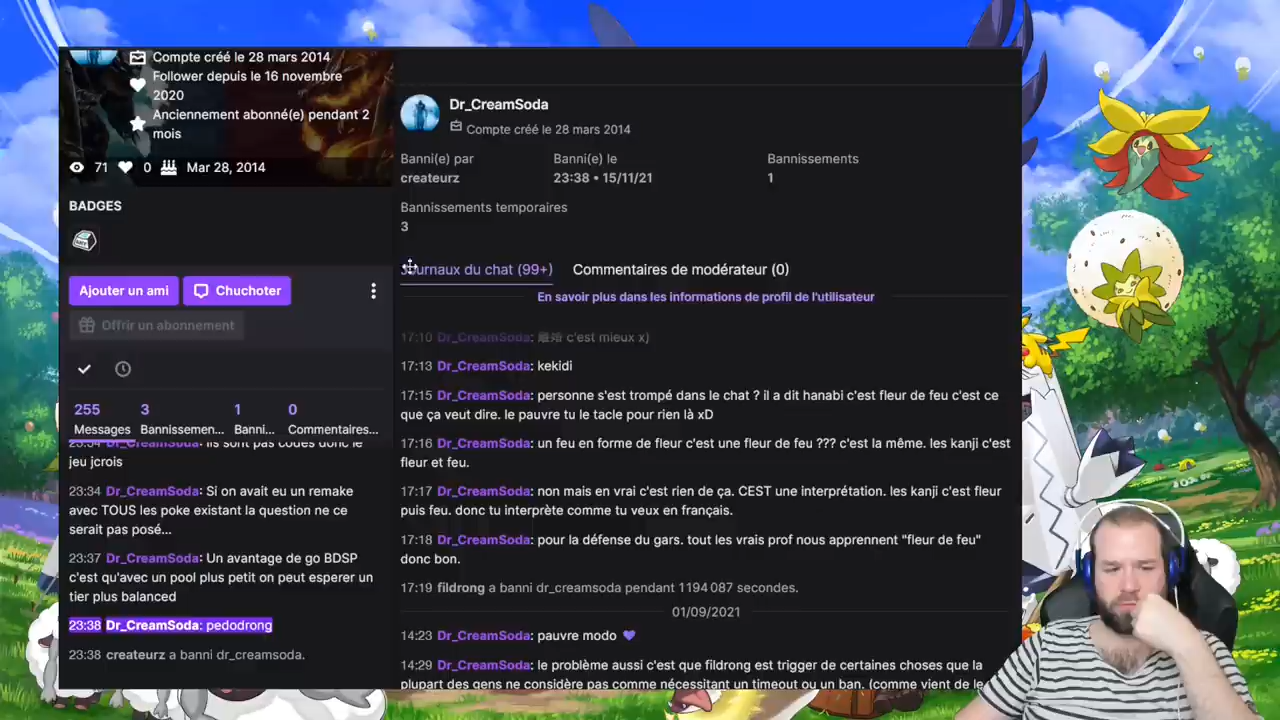 Compte créé le 28 mars 2014
Follower depuis le 16 novembre
2020
Anciennement abonné(e) pendant 2
mois
71 0 Mar 28, 2014
BADGES
Ajouter un ami
Chuchoter
Offrir un abonnement
255 3 1 0
Messages Bannissemen... Banni... Commentaires...
23:34 Dr_CreamSoda: ils sont pas codés donc le
jeu jcrois
23:34 Dr_CreamSoda: Si on avait eu un remake
avec TOUS les poke existant la question ne ce
serait pas posé...
23:37 Dr_CreamSoda: Un avantage de go BDSP
c'est qu'avec un pool plus petit on peut esperer un
tier plus balanced
23:38 Dr_CreamSoda: pedodrong
23:38 createurz a banni dr_creamsoda.
Dr_CreamSoda
Compte créé le 28 mars 2014
Banni(e) par Banni(e) le Bannissements
createurz 23:38 • 15/11/21 1
Bannissements temporaires
3
Journaux du chat (99+) Commentaires de modérateur (0)
En savoir plus dans les informations de profil de l'utilisateur
17:10 Dr_CreamSoda: c'est mieux x)
17:13 Dr_CreamSoda: kekidi
17:15 Dr_CreamSoda: personne s'est trompé dans le chat ? il a dit hanabi c'est fleur de feu c'est ce
que ça veut dire. le pauvre tu le tacle pour rien là xD
17:16 Dr_CreamSoda: un feu en forme de fleur c'est une fleur de feu ??? c'est la même. les kanji c'est
fleur et feu.
17:17 Dr_CreamSoda: non mais en vrai c'est rien de ça. CEST une interprétation. les kanji c'est fleur
puis feu. donc tu interprète comme tu veux en français.
17:18 Dr_CreamSoda: pour la défense du gars. tout les vrais prof nous apprennent "fleur de feu"
donc bon.
17:19 fildrong a banni dr_creamsoda pendant 1 194 087 secondes.
01/09/2021
14:23 Dr_CreamSoda: pauvre modo 💜
14:29 Dr_CreamSoda: le problème aussi c'est que fildrong est trigger de certaines choses que la
plupart des gens ne considère pas comme nécessitant un timeout ou un ban. (comme vient de le